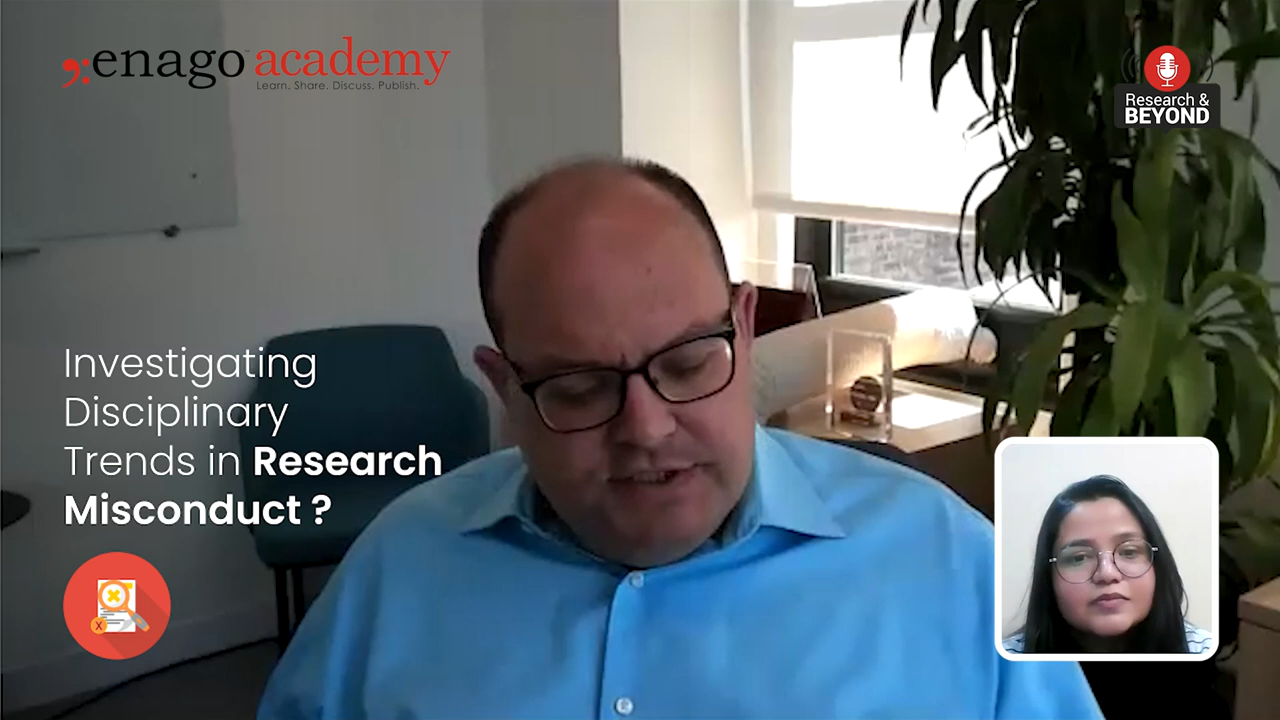 enago academy
Learn. Share. Discuss. Publish.
Research &
BEYOND
Investigating
Disciplinary
Trends in Research
Misconduct ?
X